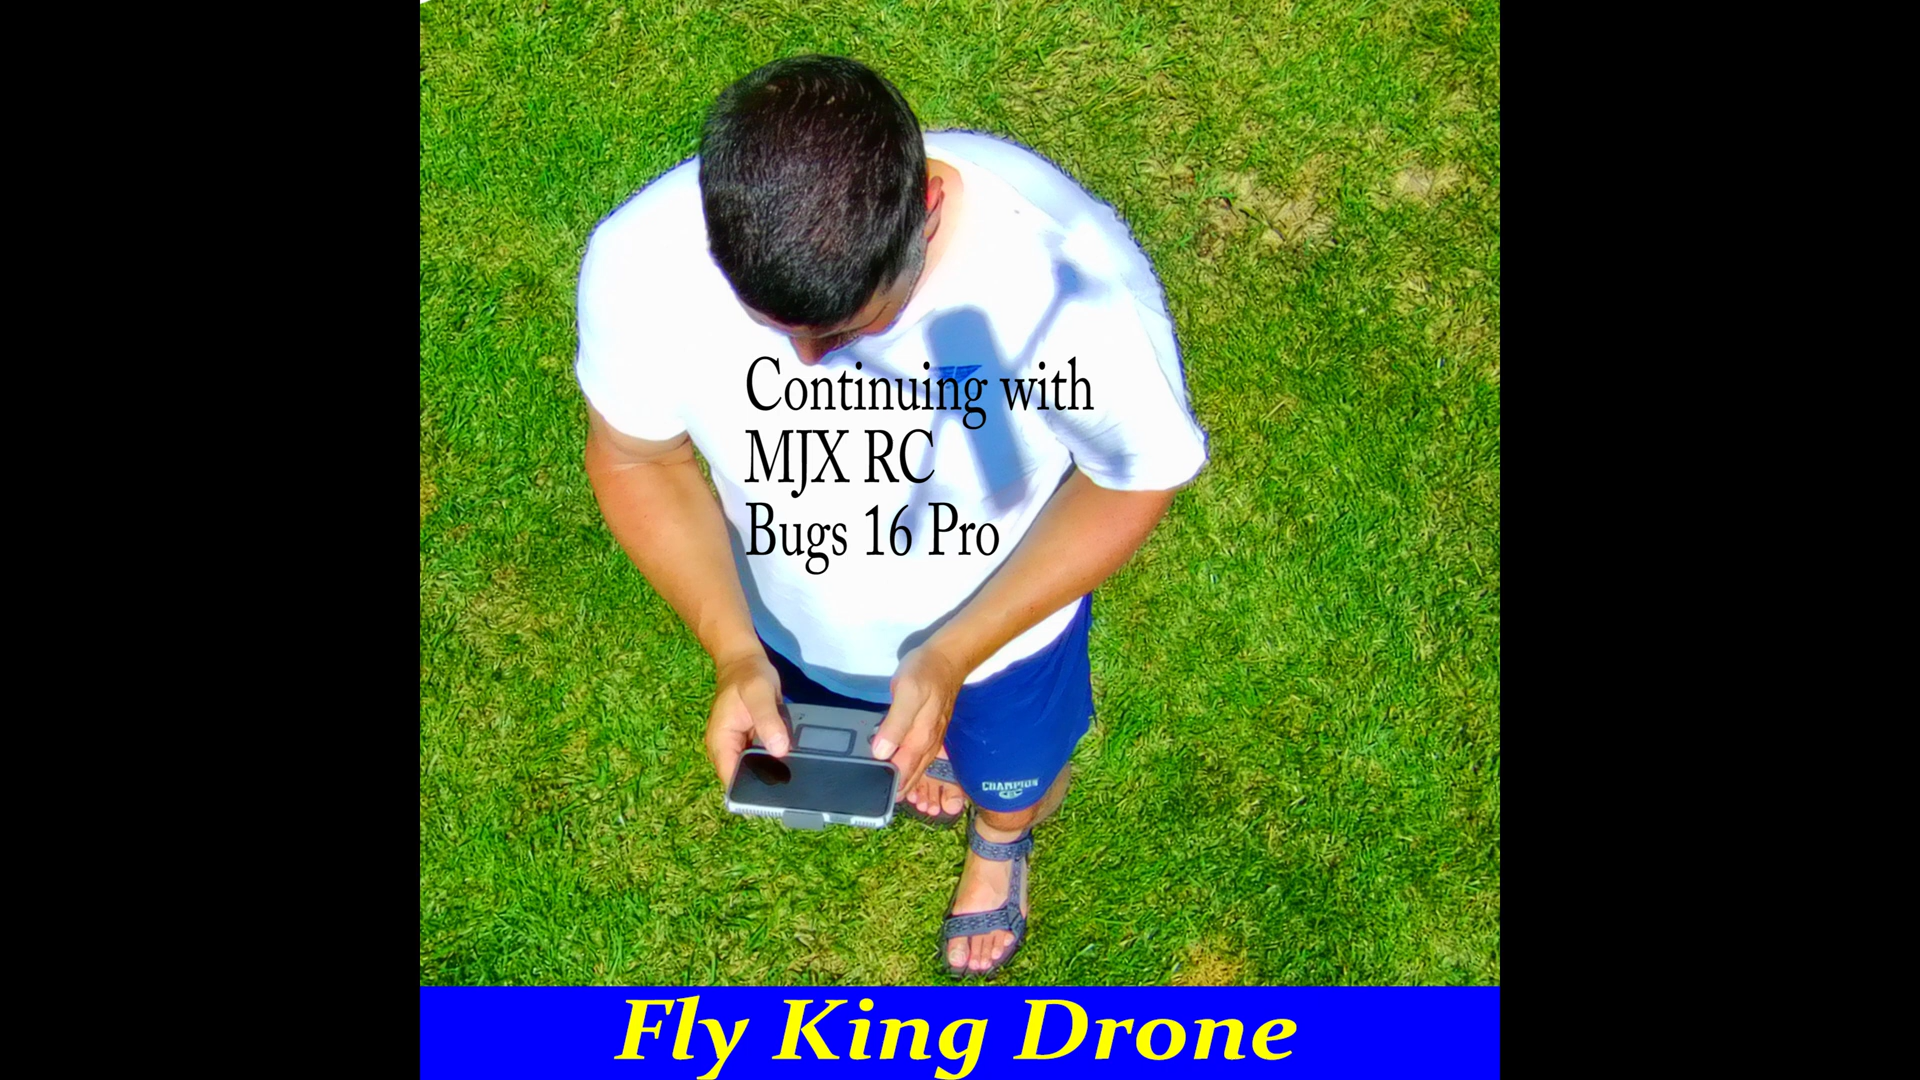 Continuing with
MJX RC
Bugs 16 Pro
CHAMPION
Fly King Drone